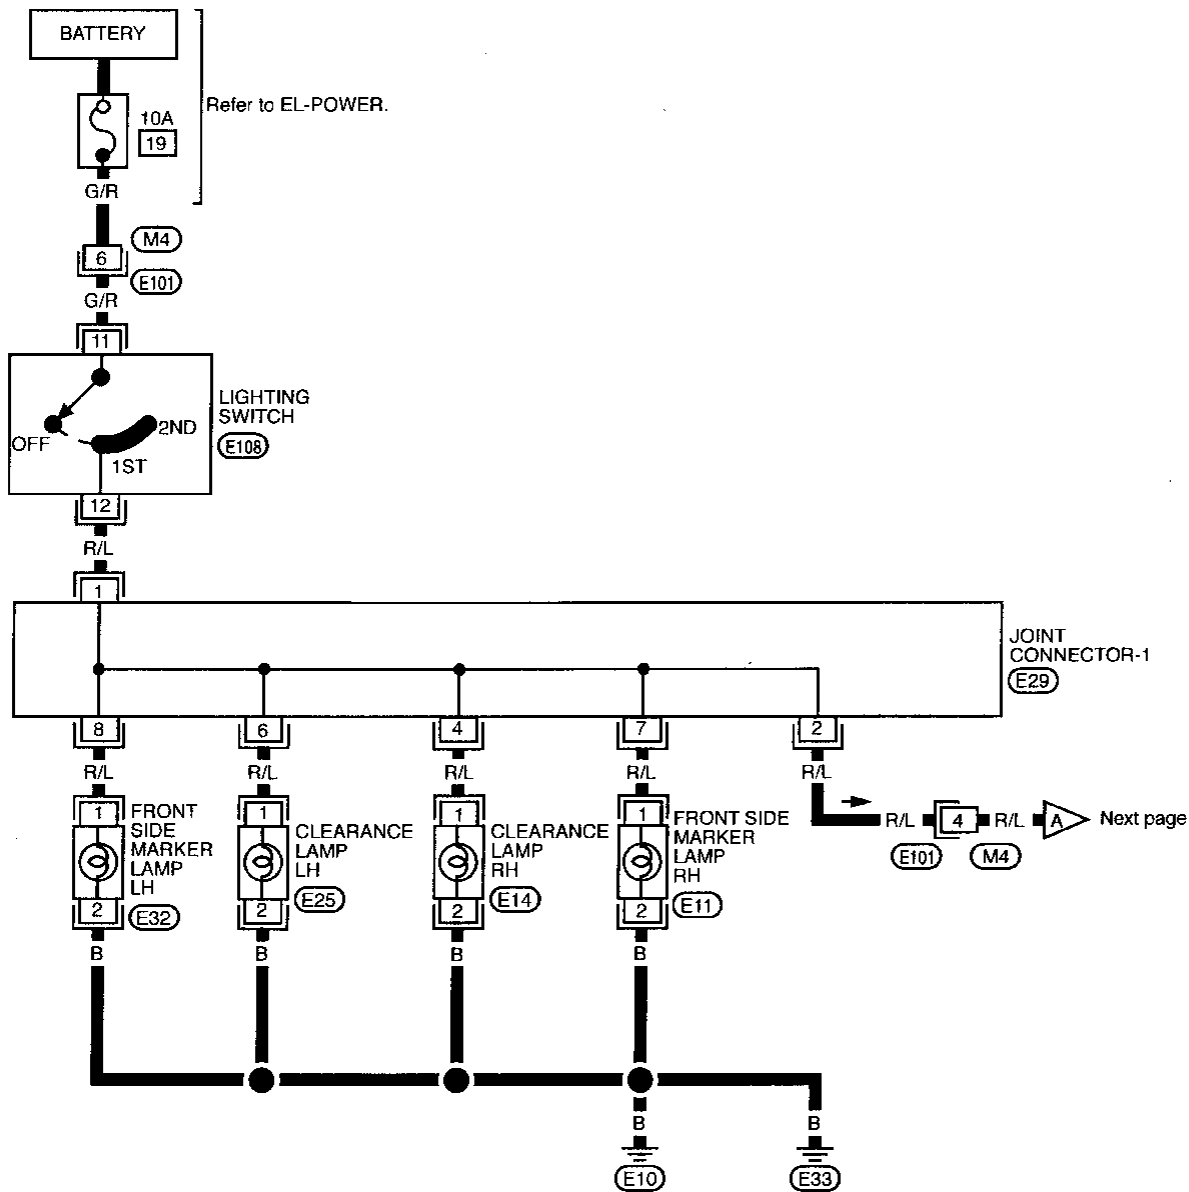 BATTERY
10A
19
Refer to EL-POWER.
G/R
6
M4
E101
G/R
11
OFF
1ST
2ND
LIGHTING
SWITCH
E108
12
R/L
1
JOINT
CONNECTOR-1
E29
8
6
4
7
2
R/L
R/L
R/L
R/L
R/L
1
FRONT
SIDE
MARKER
LAMP
LH
2
E32
1
CLEARANCE
LAMP
LH
2
E25
1
CLEARANCE
LAMP
RH
2
E14
1
FRONT SIDE
MARKER
LAMP
RH
2
E11
R/L
4
R/L
A
Next page
E101
M4
B
B
B
B
B
B
E10
E33